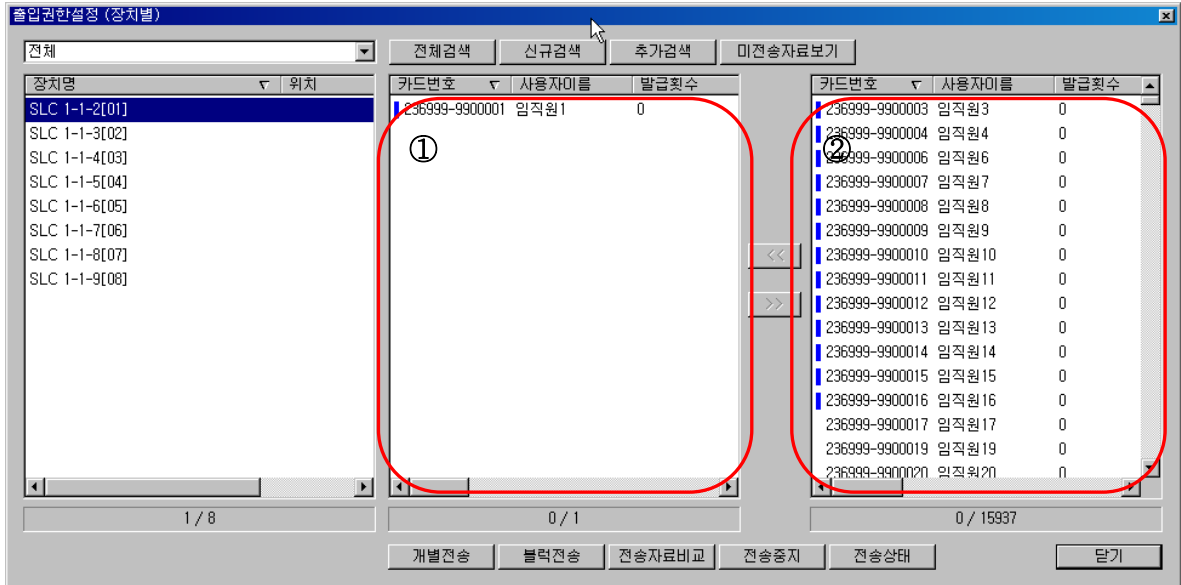 출입권한설정 (장치별)
전체
전체검색 신규검색 추가검색 미전송자료보기
장치명 위치
SLC 1-1-2[01]
SLC 1-1-3[02]
SLC 1-1-4[03]
SLC 1-1-5[04]
SLC 1-1-6[05]
SLC 1-1-7[06]
SLC 1-1-8[07]
SLC 1-1-9[08]
1 / 8
카드번호 사용자이름 발급횟수
236999-9900001 임직원1 0
①
0 / 1
<<
>>
카드번호 사용자이름 발급횟수
②
236999-9900003 임직원3 0
236999-9900004 임직원4 0
236999-9900006 임직원6 0
236999-9900007 임직원7 0
236999-9900008 임직원8 0
236999-9900009 임직원9 0
236999-9900010 임직원10 0
236999-9900011 임직원11 0
236999-9900012 임직원12 0
236999-9900013 임직원13 0
236999-9900014 임직원14 0
236999-9900015 임직원15 0
236999-9900016 임직원16 0
236999-9900017 임직원17 0
236999-9900019 임직원19 0
236999-9900020 임직원20 0
0 / 15937
개별전송 블럭전송 전송자료비교 전송중지 전송상태 닫기